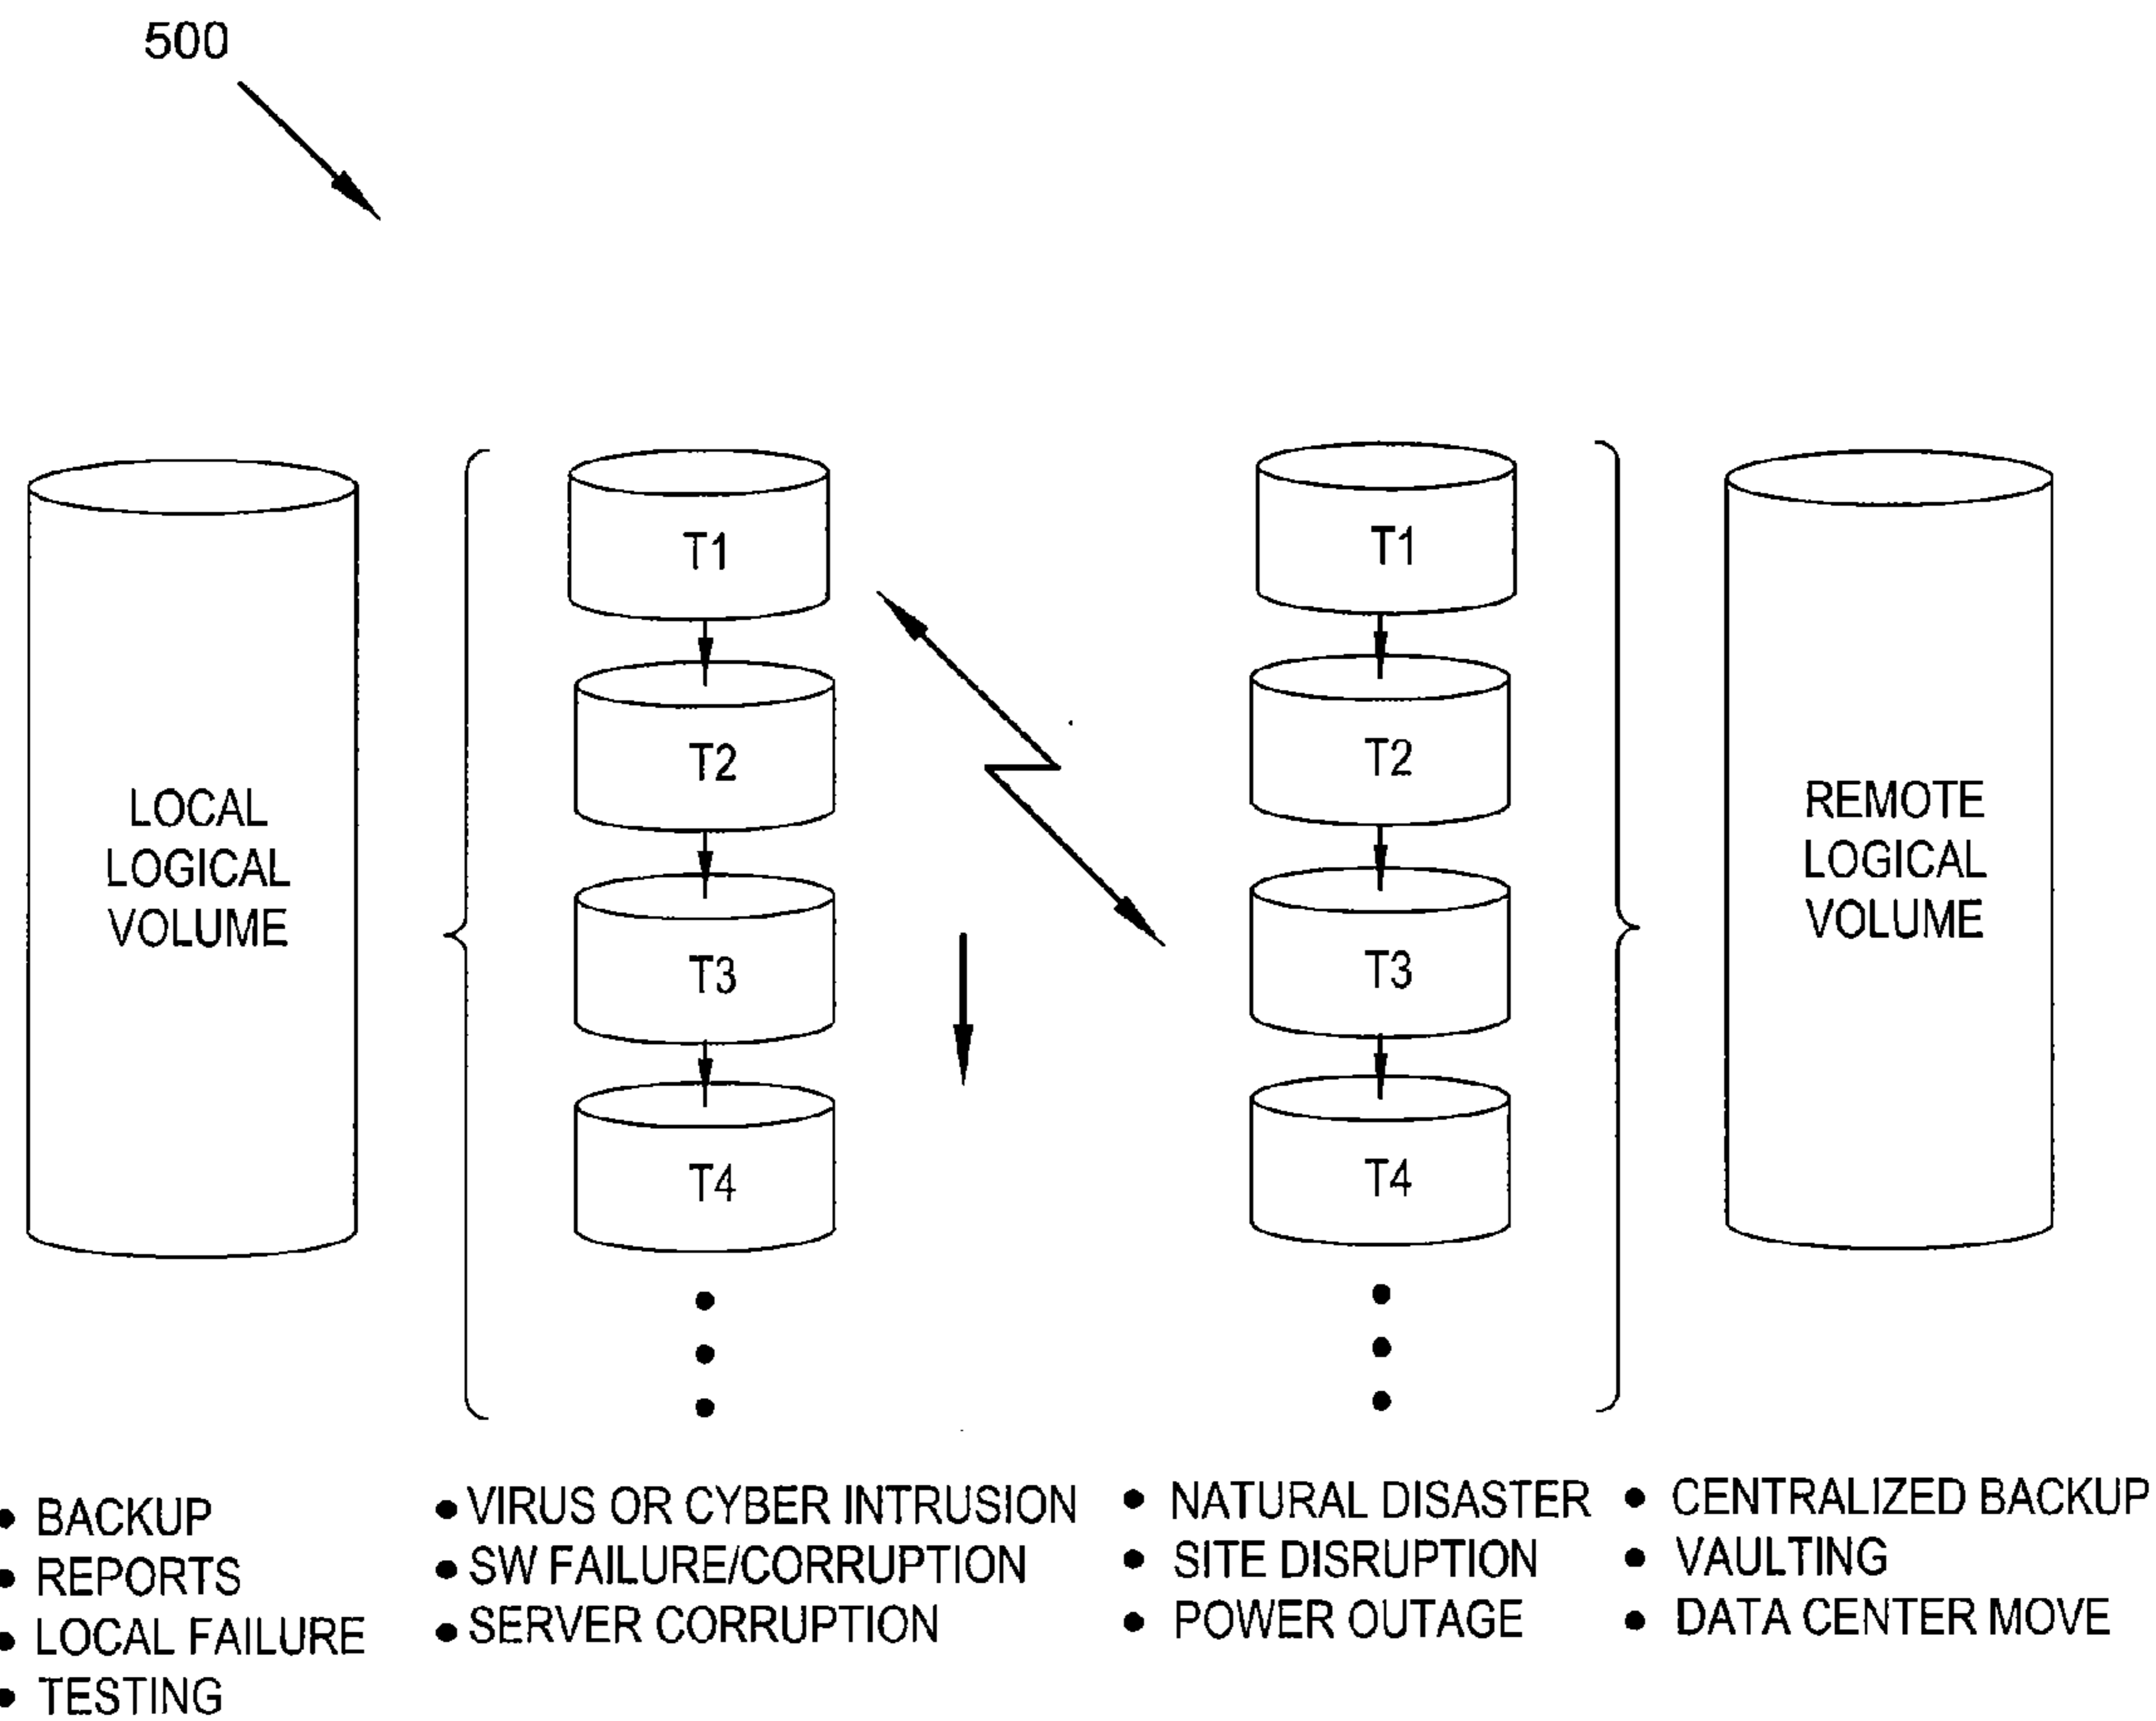 500
T1
T2
T3
T4
T1
T2
T3
T4
LOCAL
LOGICAL
VOLUME
REMOTE
LOGICAL
VOLUME
• BACKUP
• REPORTS
• LOCAL FAILURE
• TESTING
• VIRUS OR CYBER INTRUSION
• SW FAILURE/CORRUPTION
• SERVER CORRUPTION
• NATURAL DISASTER
• SITE DISRUPTION
• POWER OUTAGE
• CENTRALIZED BACKUP
• VAULTING
• DATA CENTER MOVE